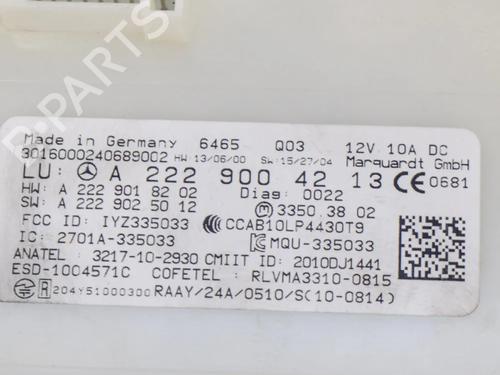 Made in Germany 6465 Q03 12V 10A DC
3016000240689002 HW:13/06/00 SW:15/27/04 Marquardt GmbH
LU: A 222 900 42 13 CE 0681
HW: A 222 901 82 02 Diag: 0022
SW: A 222 902 50 12 M 3350 3802
FCC ID: IYZ335033 CCAB10LP4430T9
IC: 2701A-335033 MQU-335033
ANATEL : 3217-10-2930 CMIIT ID: 2010DJ1441
ESD-1004571C COFETEL : RLVMA3310-0815
R 204Y51000300 RAAY/24A/0510/S(10-0814)
B-PARTS